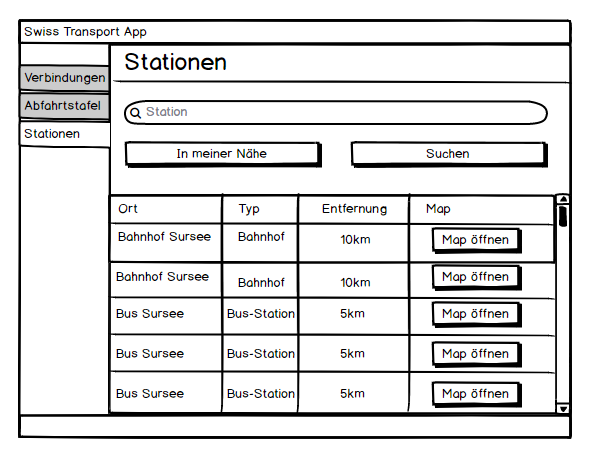 Swiss Transport App
Stationen
Verbindungen
Abfahrtstafel
Stationen
Station
In meiner Nähe Suchen
Ort Typ Entfernung Map
Bahnhof Sursee Bahnhof 10km Map öffnen
Bahnhof Sursee Bahnhof 10km Map öffnen
Bus Sursee Bus-Station 5km Map öffnen
Bus Sursee Bus-Station 5km Map öffnen
Bus Sursee Bus-Station 5km Map öffnen